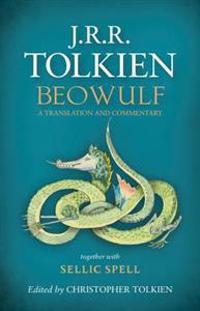 J.R.R.
TOLKIEN
BEOWULF
A TRANSLATION AND COMMENTARY
together with
SELLIC SPELL
Edited by CHRISTOPHER TOLKIEN